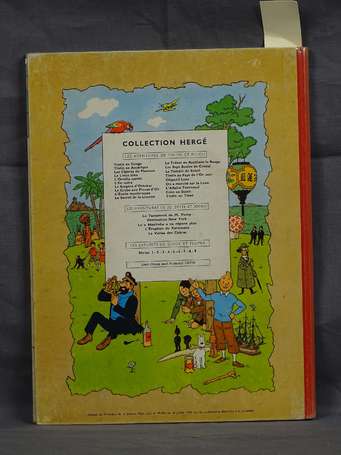 COLLECTION HERGÉ
LES AVENTURES DE TINTIN ET MILOU
Tintin au Congo
Tintin en Amérique
Les Cigares du Pharaon
Le Lotus bleu
L'Oreille cassée
L'Ile noire
Le Sceptre d'Ottokar
Le Crabe aux Pinces d'Or
L'Étoile mystérieuse
Le Secret de la Licorne
Le Trésor de Rackham le Rouge
Les Sept Boules de Cristal
Le Temple du Soleil
Tintin au Pays de l'Or noir
Objectif Lune
On a marché sur la Lune
L'Affaire Tournesol
Coke en Stock
Tintin au Tibet
LES AVENTURES DE JO, ZETTE ET JOCKO
Le Testament de M. Pump
Destination New York
Le « Manitoba » ne répond plus
L'Éruption du Karamako
La Vallée des Cobras
LES EXPLOITS DE QUICK ET FLUPKE